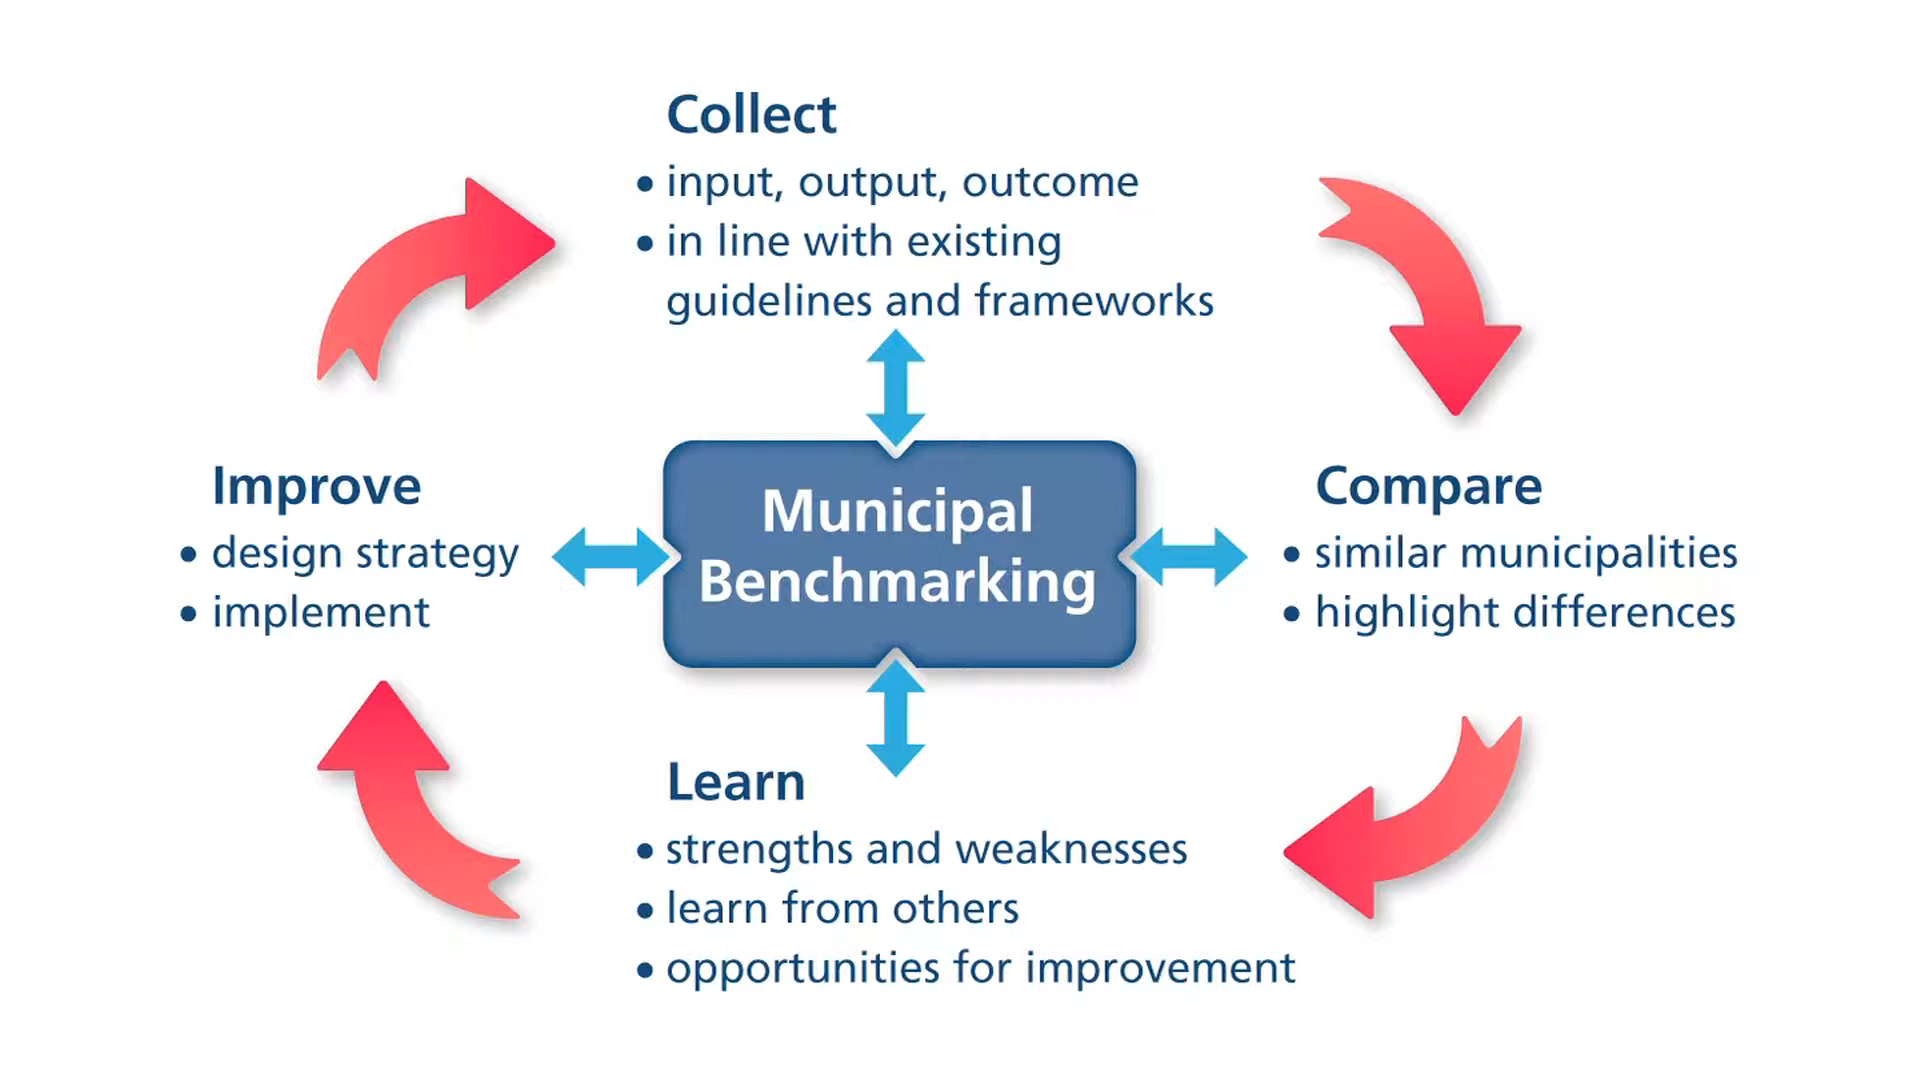 Collect
• input, output, outcome
• in line with existing
guidelines and frameworks
Improve
• design strategy
• implement
Municipal
Benchmarking
Compare
• similar municipalities
• highlight differences
Learn
• strengths and weaknesses
• learn from others
• opportunities for improvement